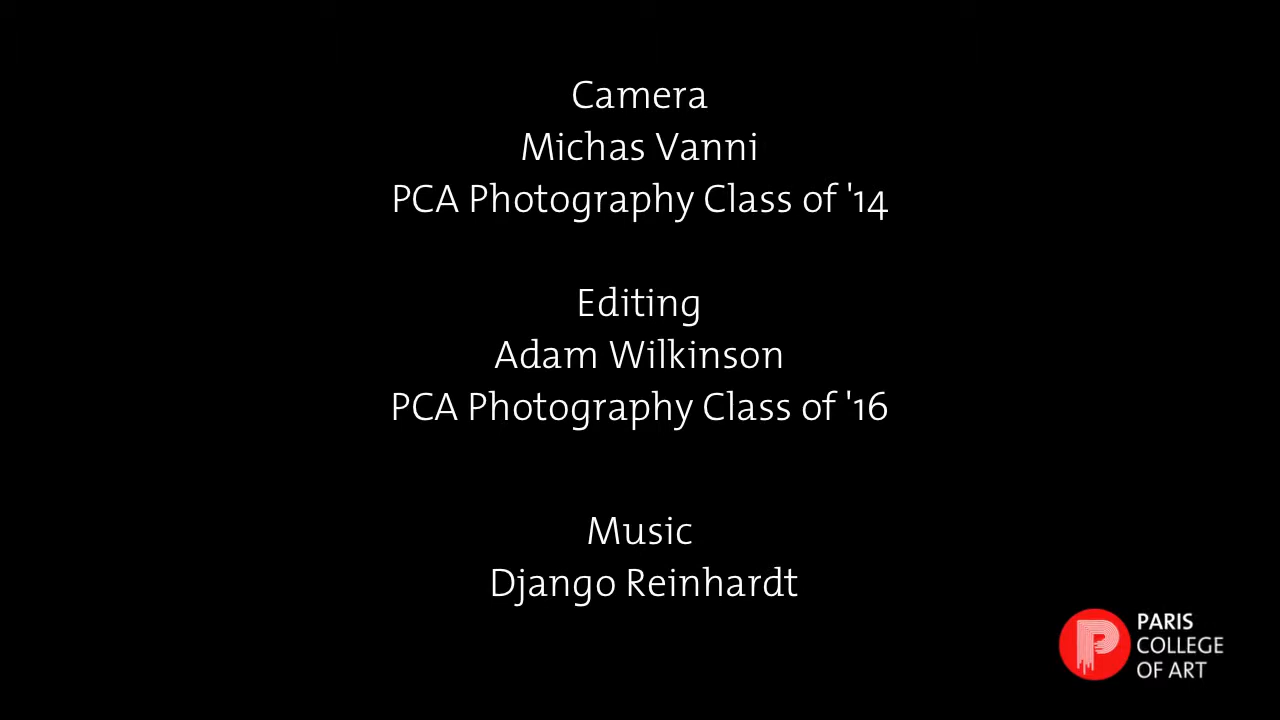 Camera
Michas Vanni
PCA Photography Class of '14
Editing
Adam Wilkinson
PCA Photography Class of '16
Music
Django Reinhardt
PARIS
COLLEGE
OF ART